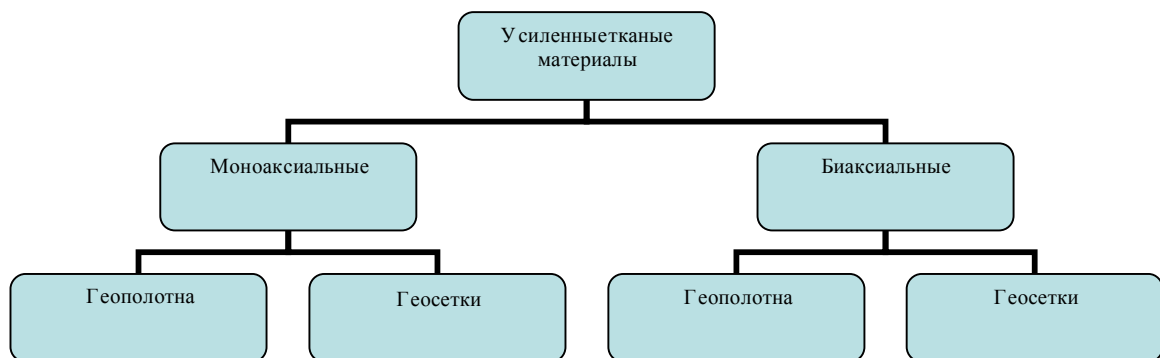 Усиленныетканые
материалы
Моноаксиальные
Биаксиальные
Геополотна
Геосетки
Геополотна
Геосетки